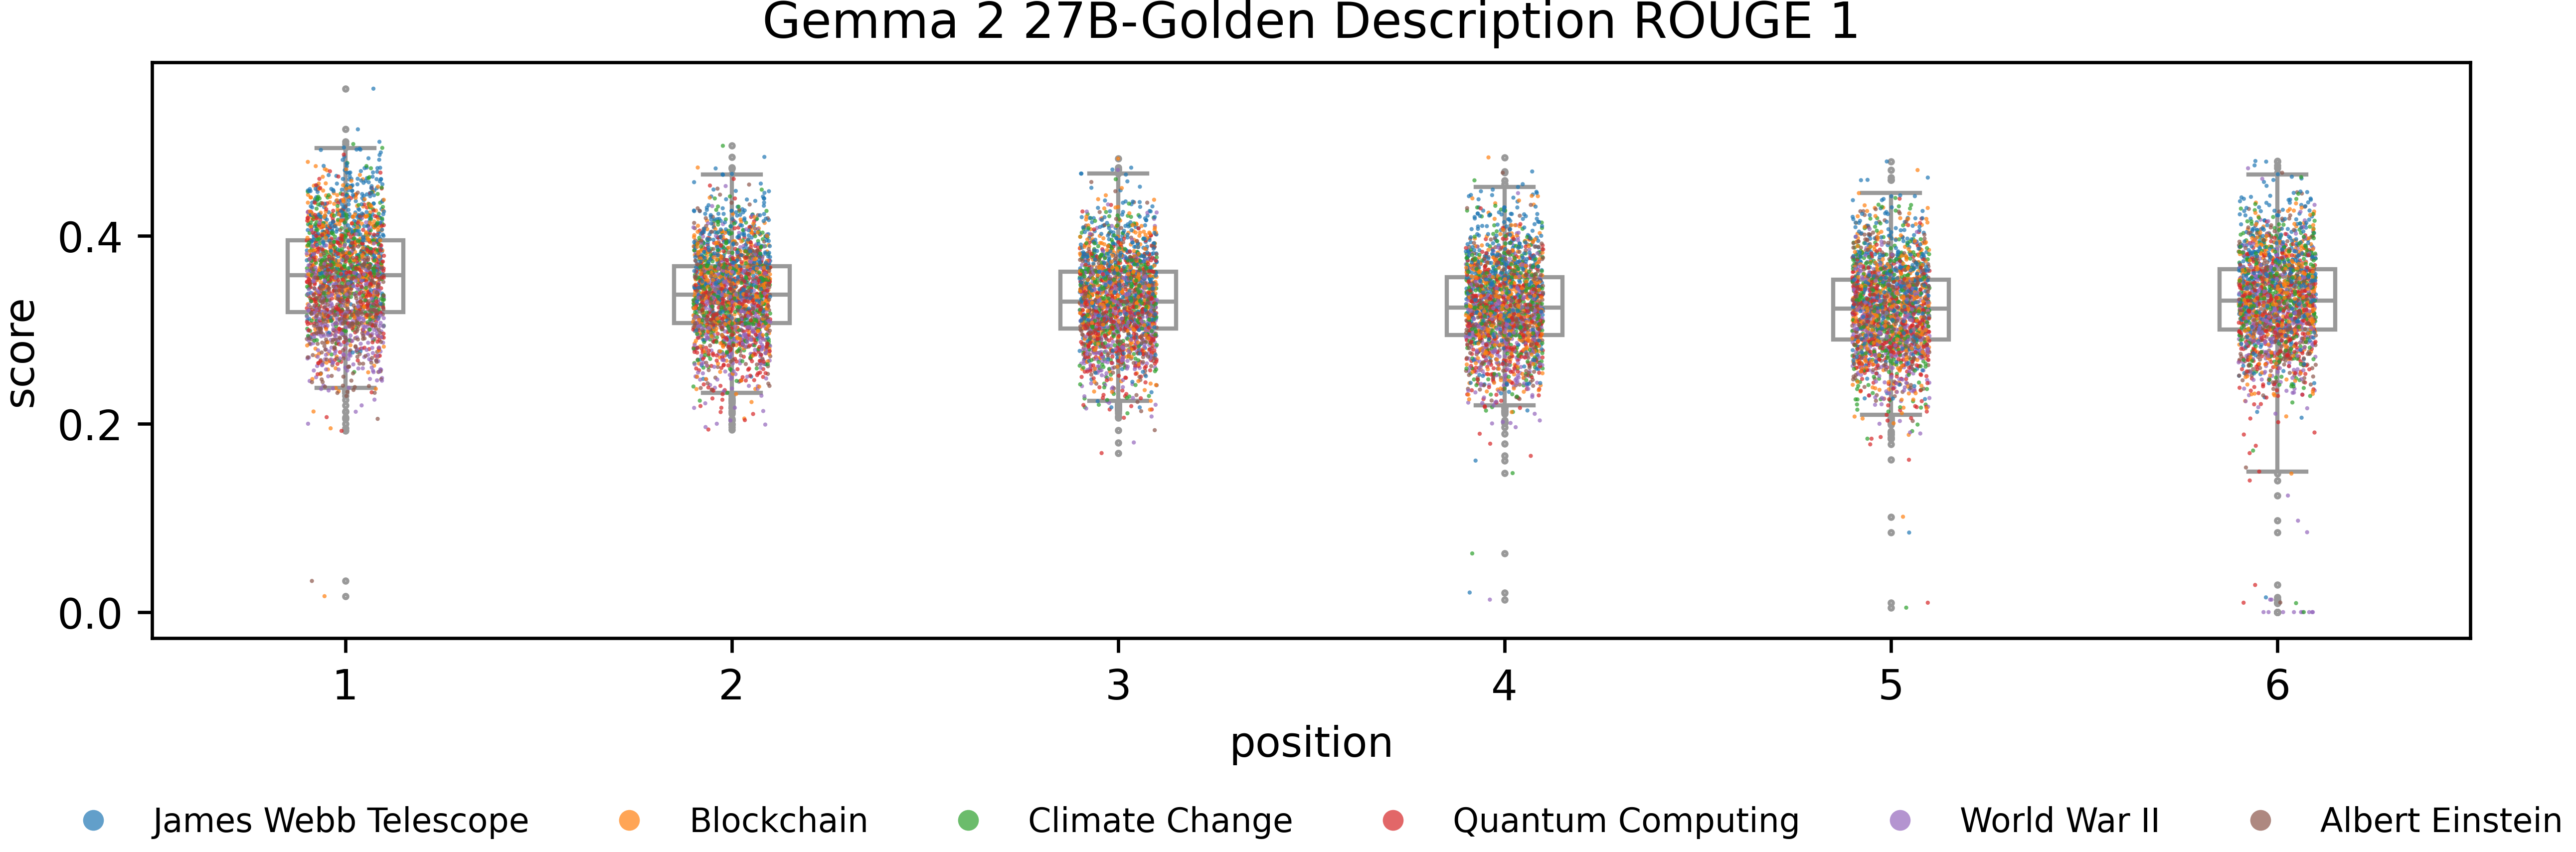 Gemma 2 27B-Golden Description ROUGE 1
score
0.4
0.2
0.0
1 2 3 4 5 6
position
James Webb Telescope Blockchain Climate Change Quantum Computing World War II Albert Einstein